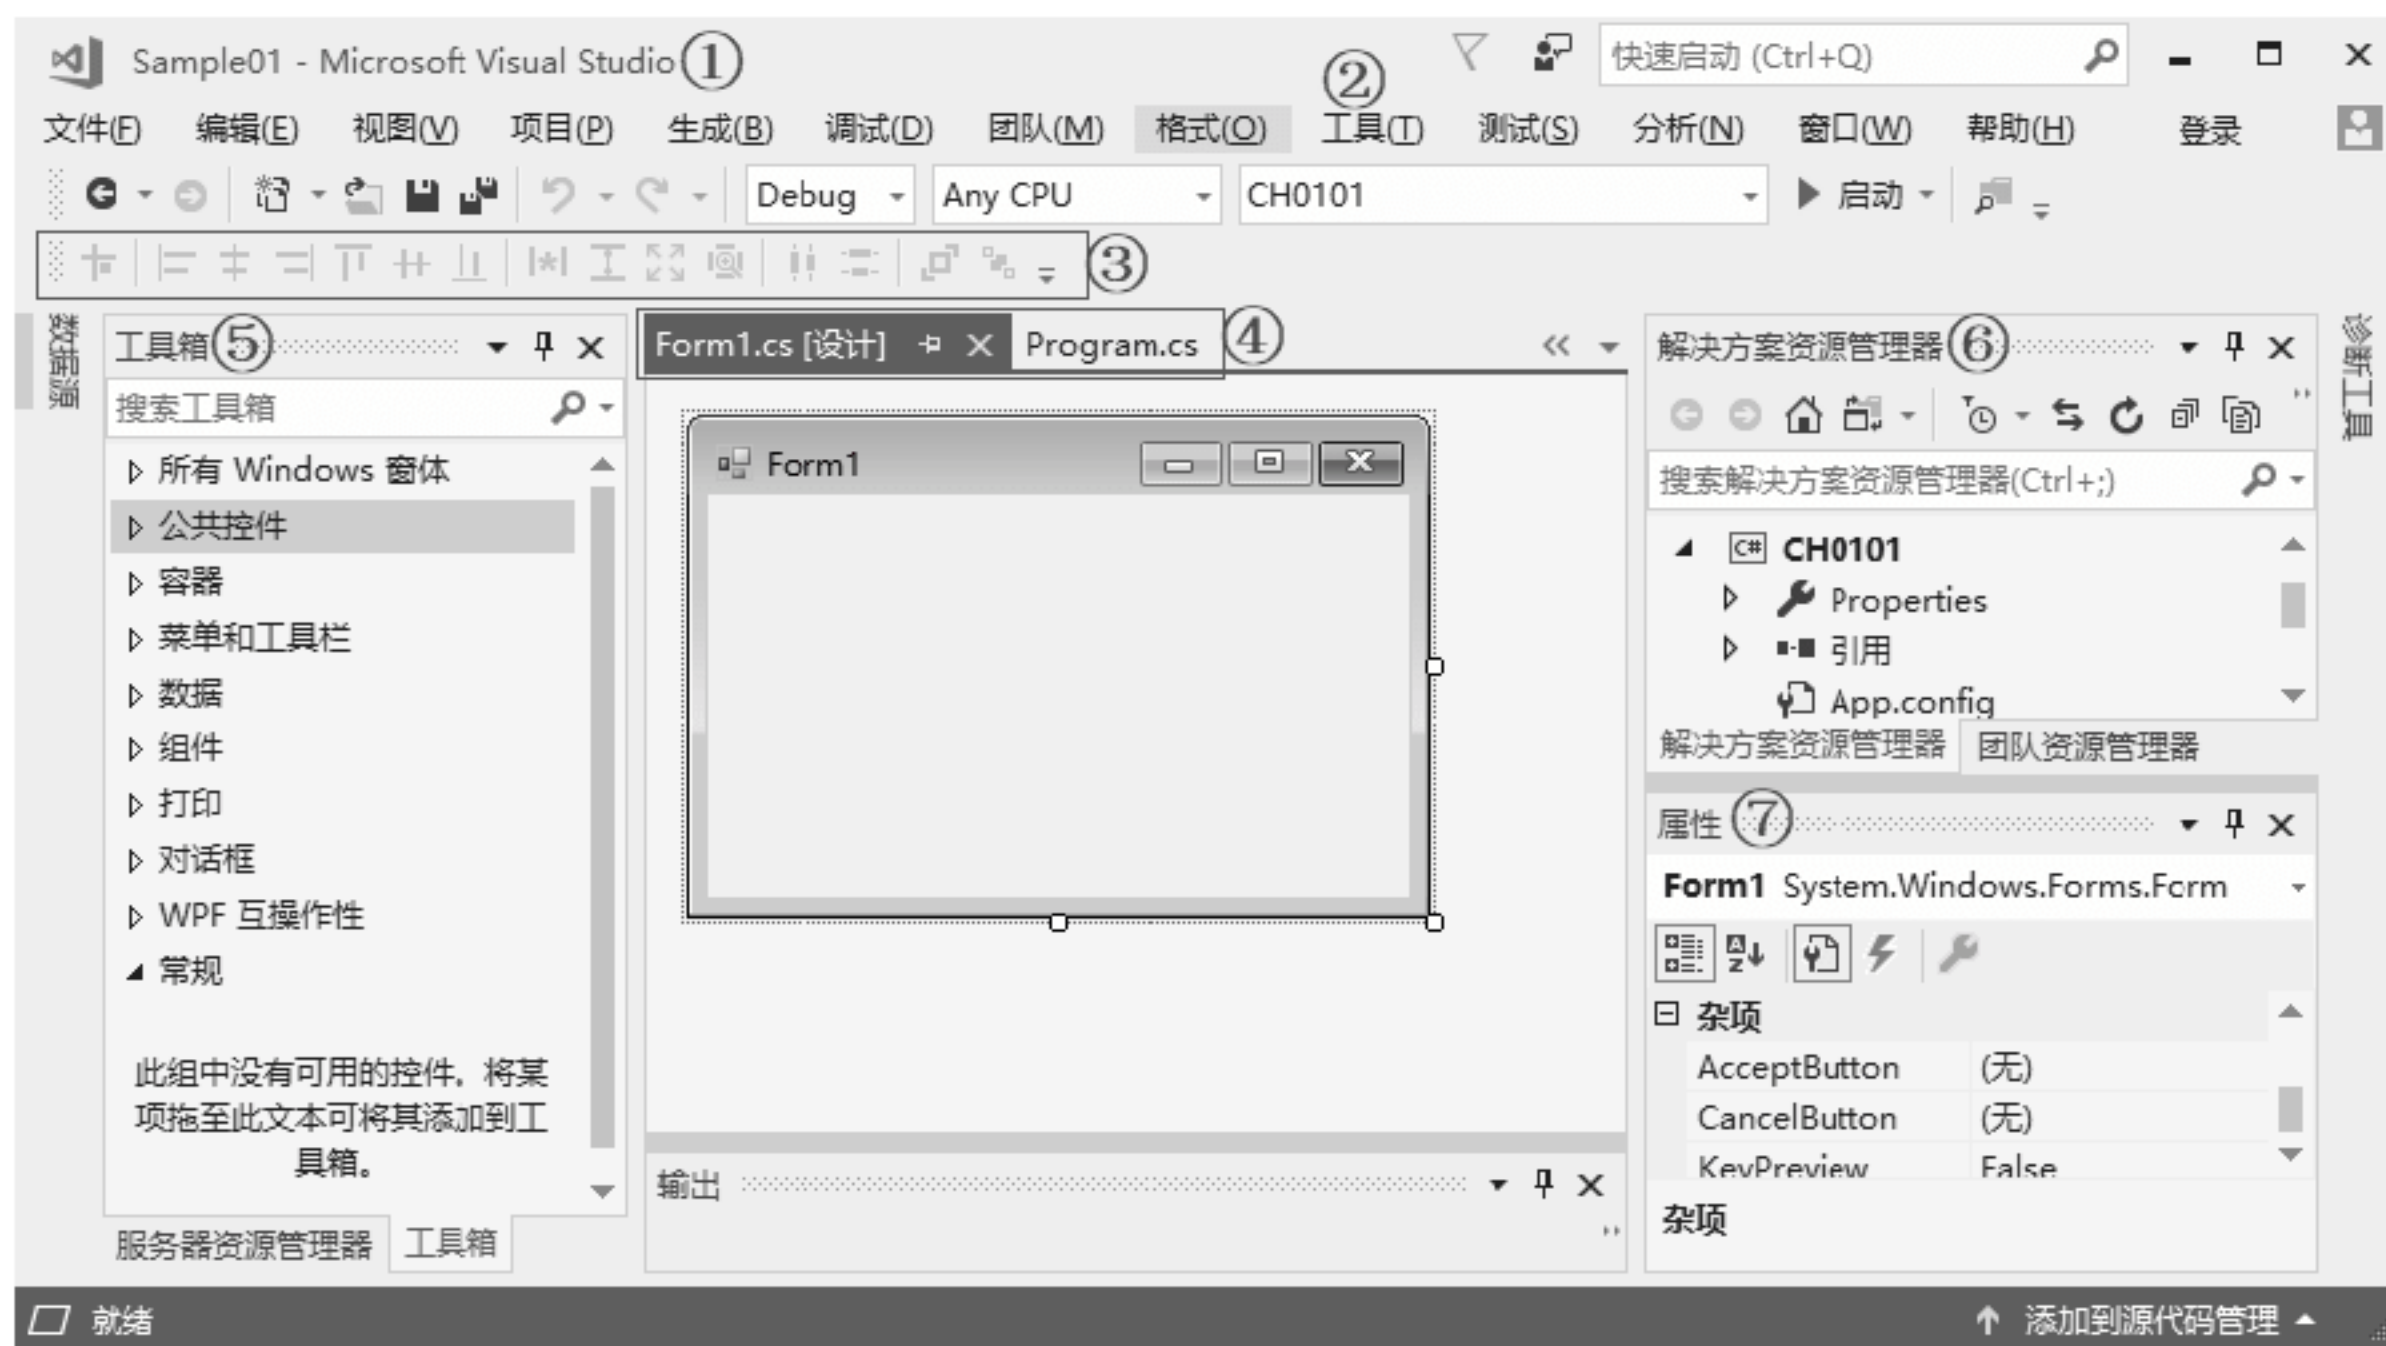 Sample01 - Microsoft Visual Studio ① 快速启动 (Ctrl+Q)
②
文件(F) 编辑(E) 视图(V) 项目(P) 生成(B) 调试(D) 团队(M) 格式(O) 工具(T) 测试(S) 分析(N) 窗口(W) 帮助(H) 登录
Debug Any CPU CH0101 启动
③
数据源
工具箱 ⑤
搜索工具箱
所有 Windows 窗体
公共控件
容器
菜单和工具栏
数据
组件
打印
对话框
WPF 互操作性
常规
此组中没有可用的控件。将某
项拖至此文本可将其添加到工
具箱。
服务器资源管理器 工具箱
Form1.cs [设计] Program.cs ④
Form1
输出
解决方案资源管理器 ⑥
搜索解决方案资源管理器(Ctrl+;)
C# CH0101
Properties
引用
App.config
解决方案资源管理器 团队资源管理器
属性 ⑦
Form1 System.Windows.Forms.Form
杂项
AcceptButton (无)
CancelButton (无)
KeyPreview False
杂项
诊断工具
就绪 添加到源代码管理